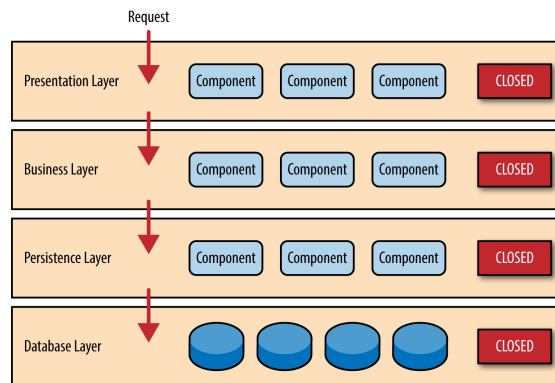 Request
Presentation Layer Component Component Component CLOSED
Business Layer Component Component Component CLOSED
Persistence Layer Component Component Component CLOSED
Database Layer CLOSED